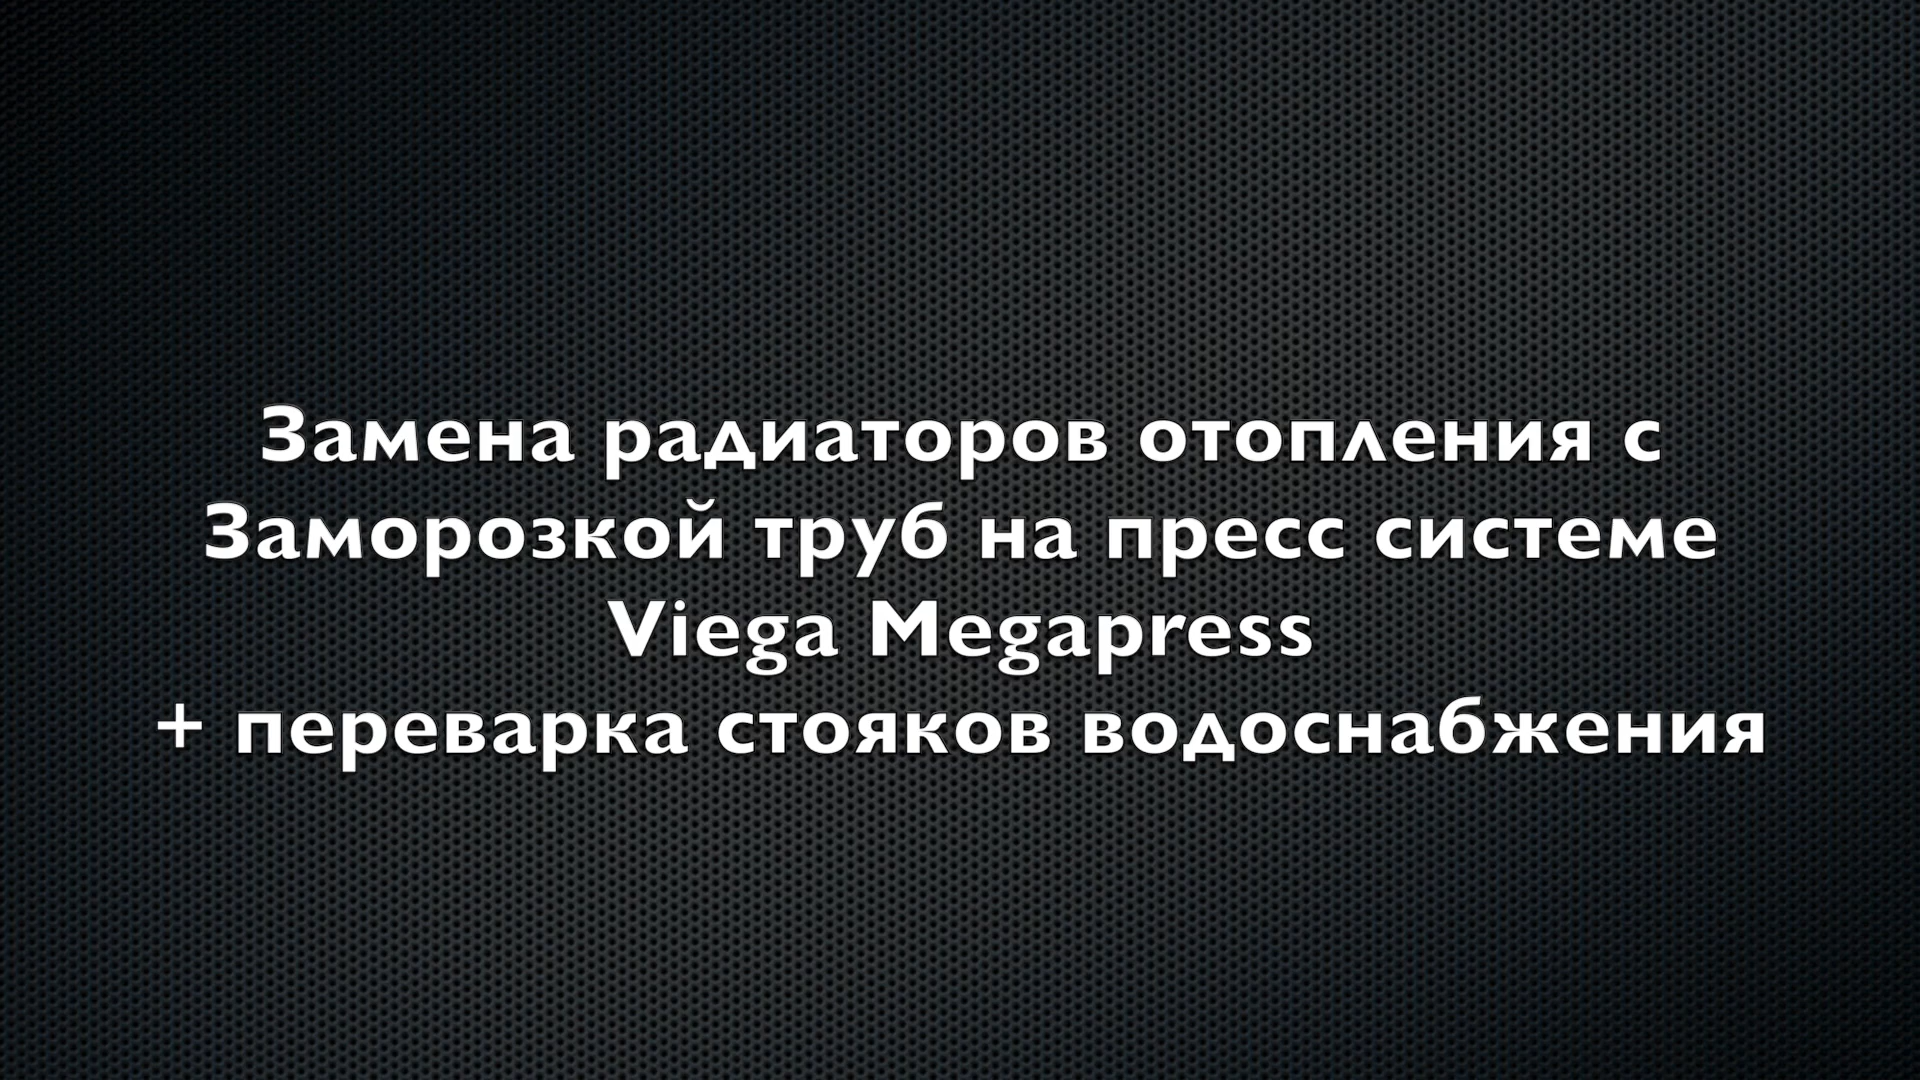 Замена радиаторов отопления с
Заморозкой труб на пресс системе
Viega Megapress
+ переварка стояков водоснабжения